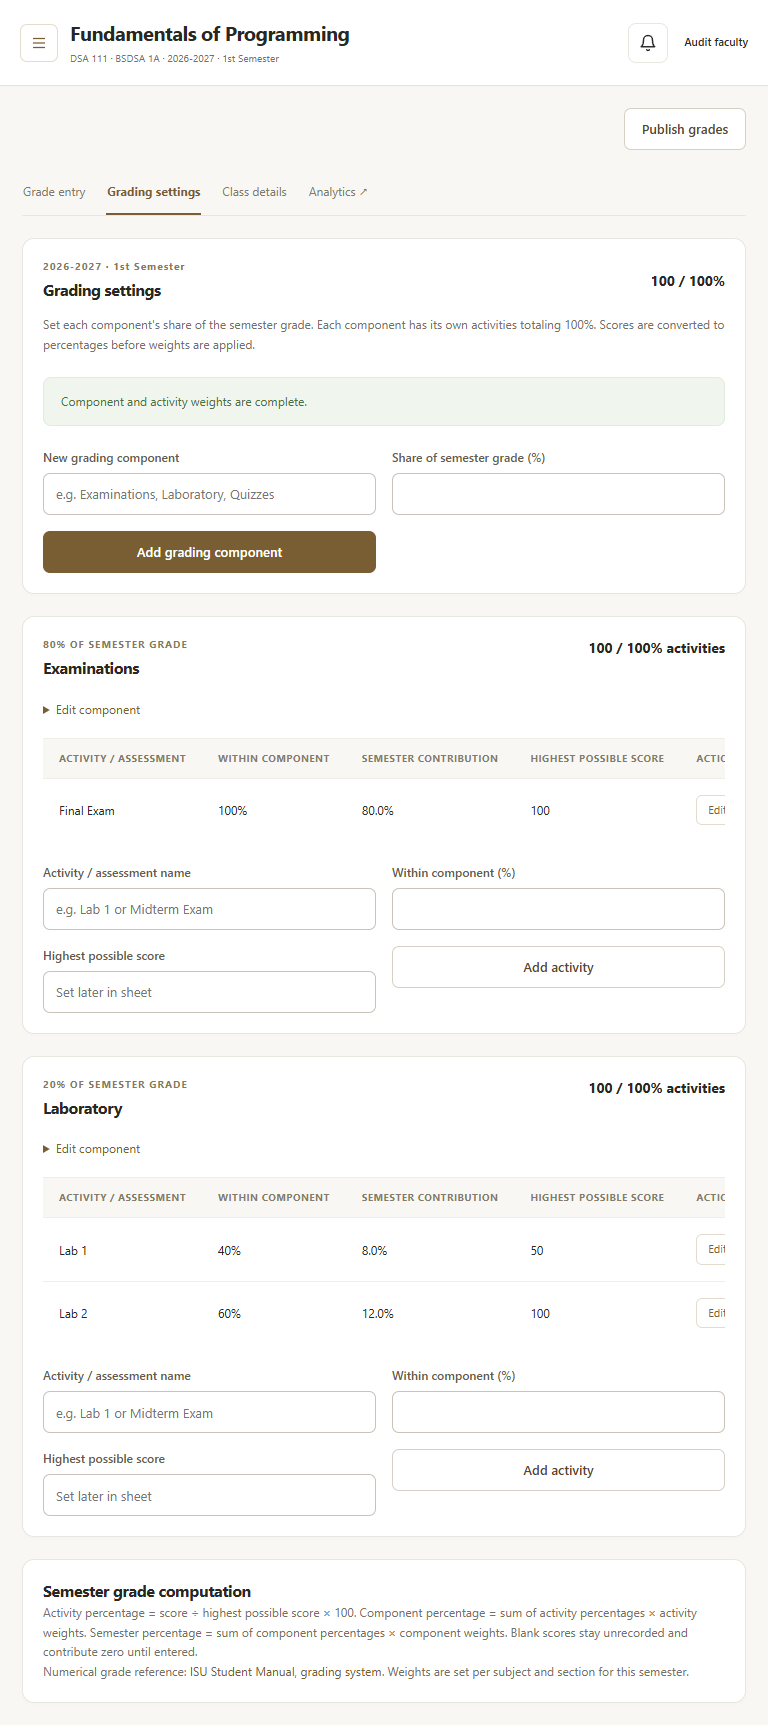 Fundamentals of Programming
DSA 111 · BSDSA 1A · 2026-2027 · 1st Semester
Audit faculty
Publish grades
Grade entry
Grading settings
Class details
Analytics ↗
2026-2027 · 1st Semester
Grading settings
100 / 100%
Set each component's share of the semester grade. Each component has its own activities totaling 100%. Scores are converted to
percentages before weights are applied.
Component and activity weights are complete.
New grading component
Share of semester grade (%)
e.g. Examinations, Laboratory, Quizzes
Add grading component
80% OF SEMESTER GRADE
Examinations
100 / 100% activities
▶ Edit component
ACTIVITY / ASSESSMENT WITHIN COMPONENT SEMESTER CONTRIBUTION HIGHEST POSSIBLE SCORE ACTIC
Final Exam 100% 80.0% 100 Edit
Activity / assessment name
Within component (%)
e.g. Lab 1 or Midterm Exam
Highest possible score
Set later in sheet
Add activity
20% OF SEMESTER GRADE
Laboratory
100 / 100% activities
▶ Edit component
ACTIVITY / ASSESSMENT WITHIN COMPONENT SEMESTER CONTRIBUTION HIGHEST POSSIBLE SCORE ACTIC
Lab 1 40% 8.0% 50 Edit
Lab 2 60% 12.0% 100 Edit
Activity / assessment name
Within component (%)
e.g. Lab 1 or Midterm Exam
Highest possible score
Set later in sheet
Add activity
Semester grade computation
Activity percentage = score ÷ highest possible score × 100. Component percentage = sum of activity percentages × activity
weights. Semester percentage = sum of component percentages × component weights. Blank scores stay unrecorded and
contribute zero until entered.
Numerical grade reference: ISU Student Manual, grading system. Weights are set per subject and section for this semester.